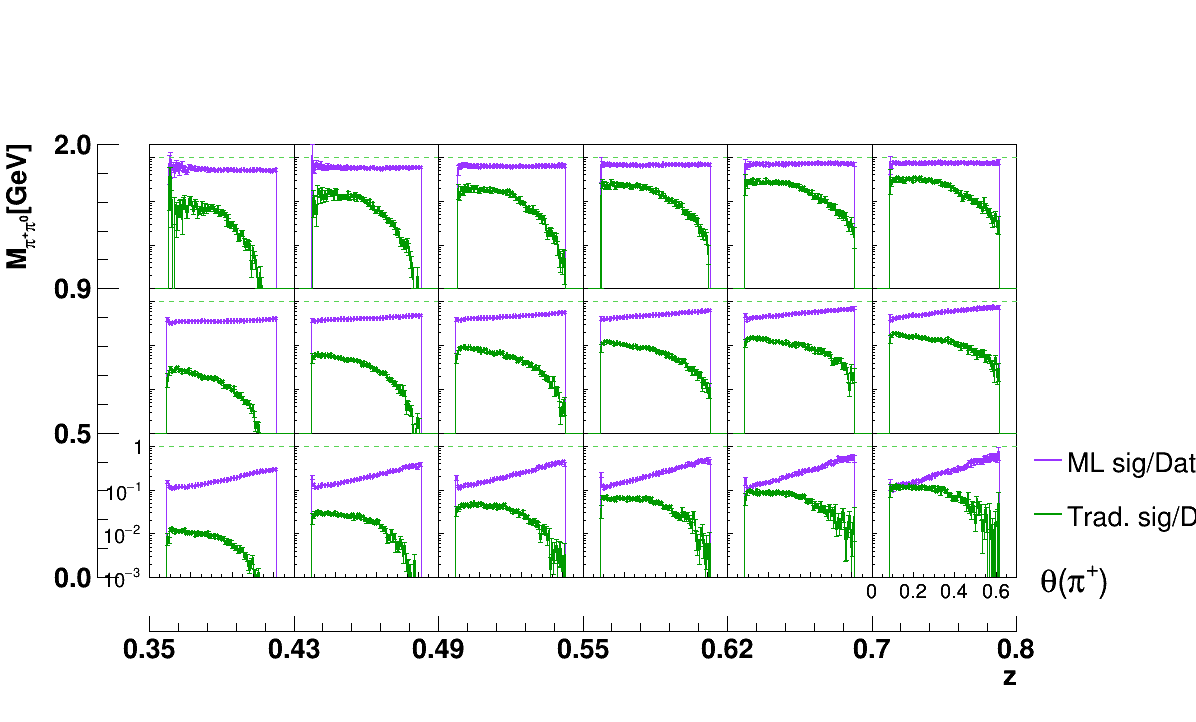 2.0
M_{π⁺π⁰}[GeV]
0.9
0.5
1
10⁻¹
ML sig/Dat
Trad. sig/D
10⁻²
0.0
10⁻³
θ(π⁺)
0 0.2 0.4 0.6
0.35 0.43 0.49 0.55 0.62 0.7 0.8
z